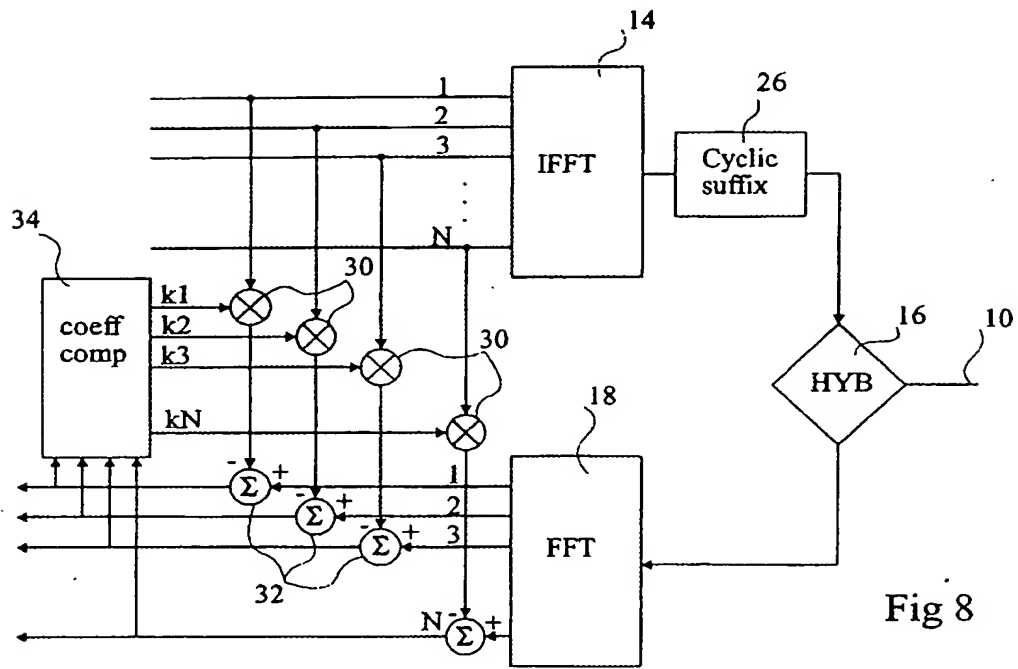 14
1
26
2
3
IFFT
Cyclic
suffix
N
34
30
k1
coeff
comp
k2
30
16
10
k3
HYB
kN
18
- +
1
Σ
- +
2
Σ
- +
3
Σ
FFT
32
Fig 8
N - +
Σ